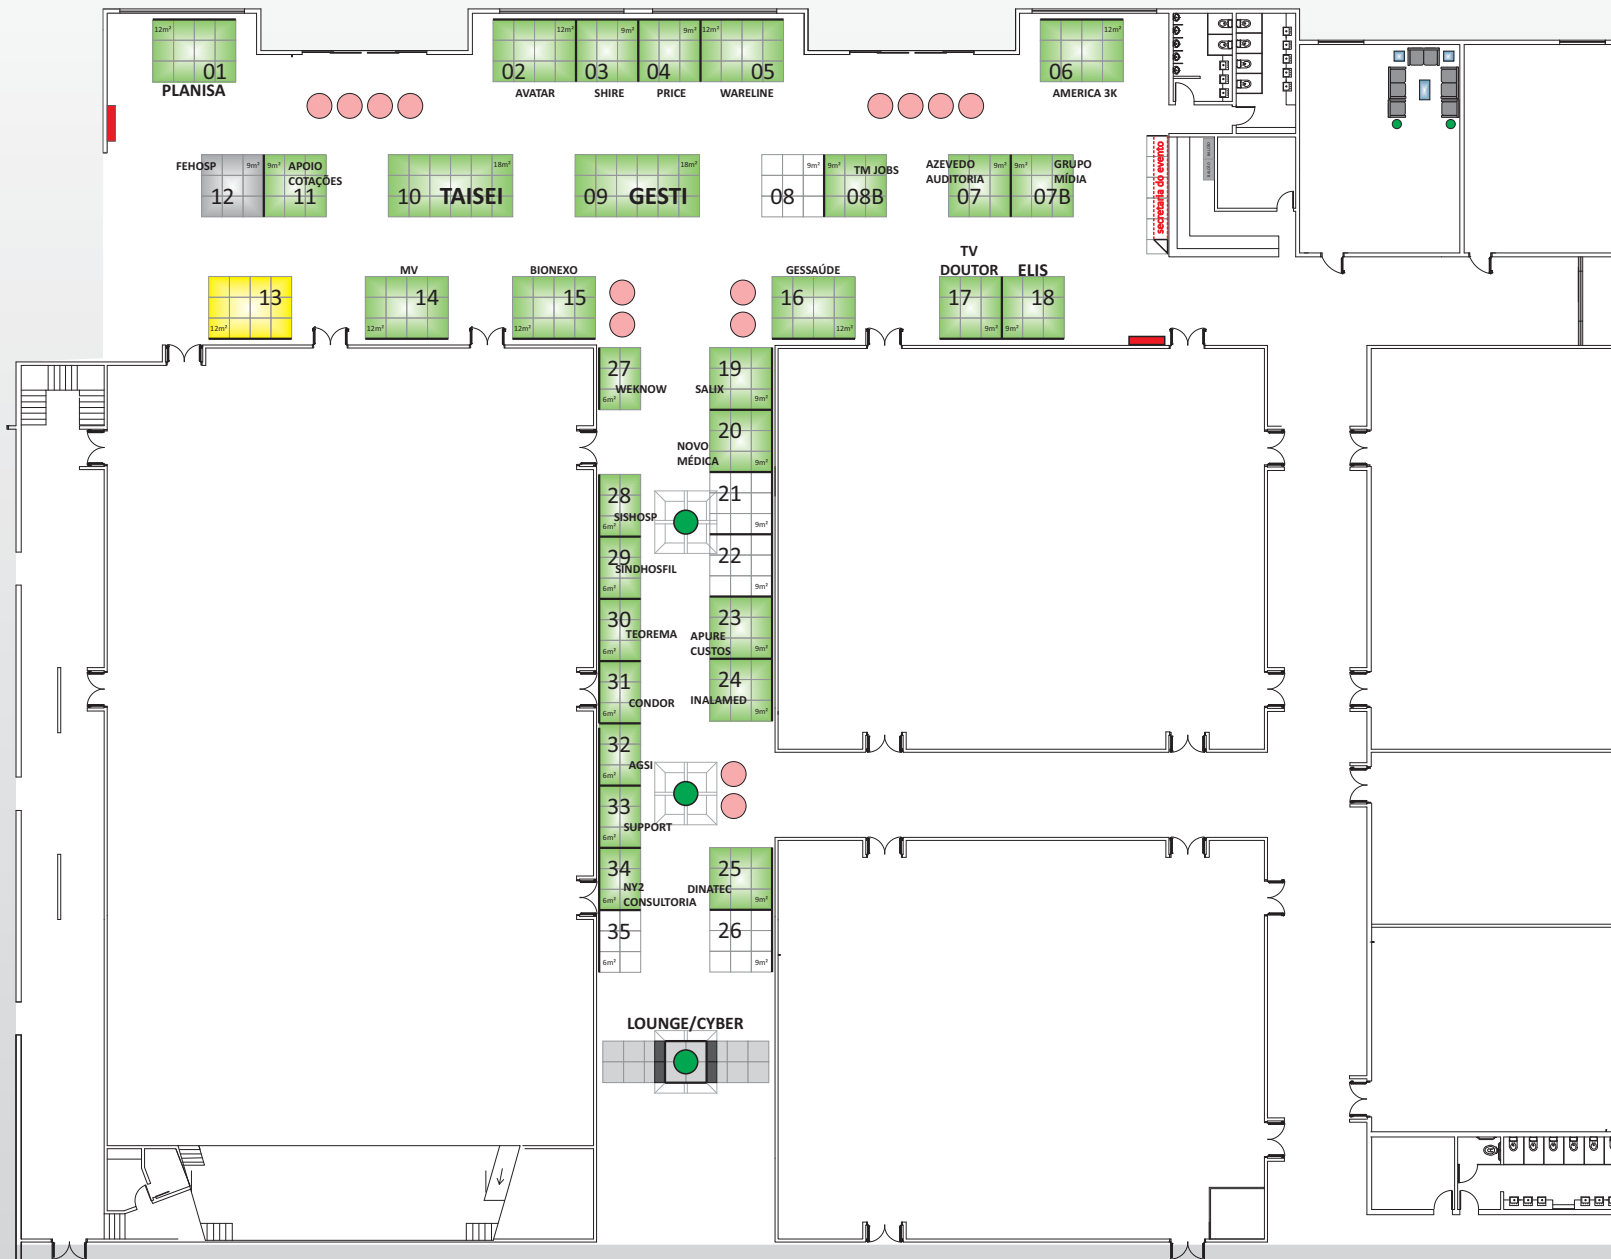 12m²
01
PLANISA
12m²
02
AVATAR
9m²
03
SHIRE
9m²
04
PRICE
12m²
05
WARELINE
12m²
06
AMERICA 3K
FEHOSP
9m²
12
9m²
APOIO
COTAÇÕES
11
18m²
10
TAISEI
18m²
09
GESTI
9m²
08
9m²
TM JOBS
08B
AZEVEDO
AUDITORIA
9m²
07
9m²
GRUPO
MÍDIA
07B
secretaria do evento
13
12m²
MV
14
12m²
BIONEXO
15
12m²
GESSAÚDE
16
12m²
TV
DOUTOR
17
9m²
ELIS
18
9m²
27
WEKNOW
6m²
19
SALIX
9m²
20
NOVO
MÉDICA
9m²
28
SISHOSP
6m²
21
9m²
29
SINDHOSFIL
6m²
22
9m²
30
TEOREMA
6m²
23
APURE
CUSTOS
9m²
31
CONDOR
6m²
24
INALAMED
9m²
32
AGSI
6m²
33
SUPPORT
6m²
34
NY2
CONSULTORIA
6m²
25
DINATEC
9m²
35
6m²
26
9m²
LOUNGE/CYBER